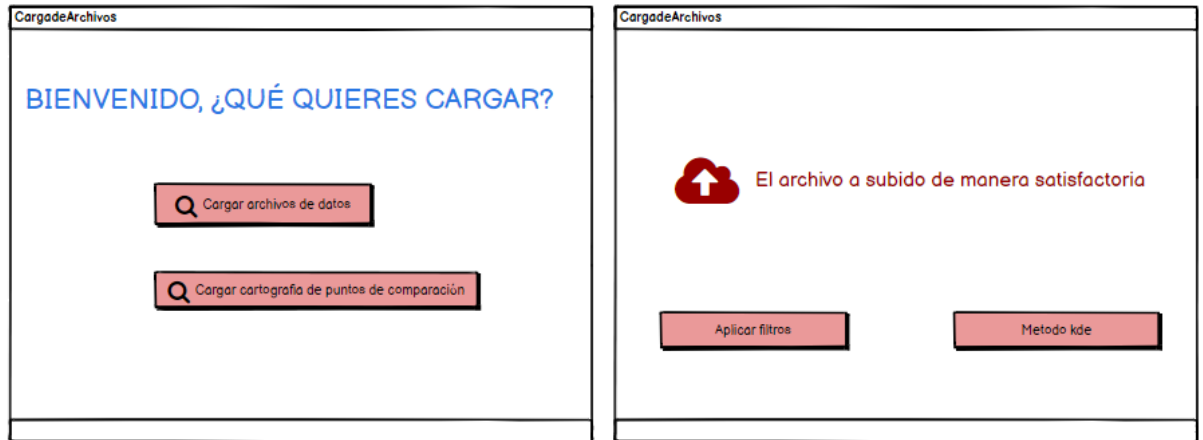 CargadeArchivos
BIENVENIDO, ¿QUÉ QUIERES CARGAR?
Cargar archivos de datos
Cargar cartografia de puntos de comparación
CargadeArchivos
El archivo a subido de manera satisfactoria
Aplicar filtros
Metodo kde